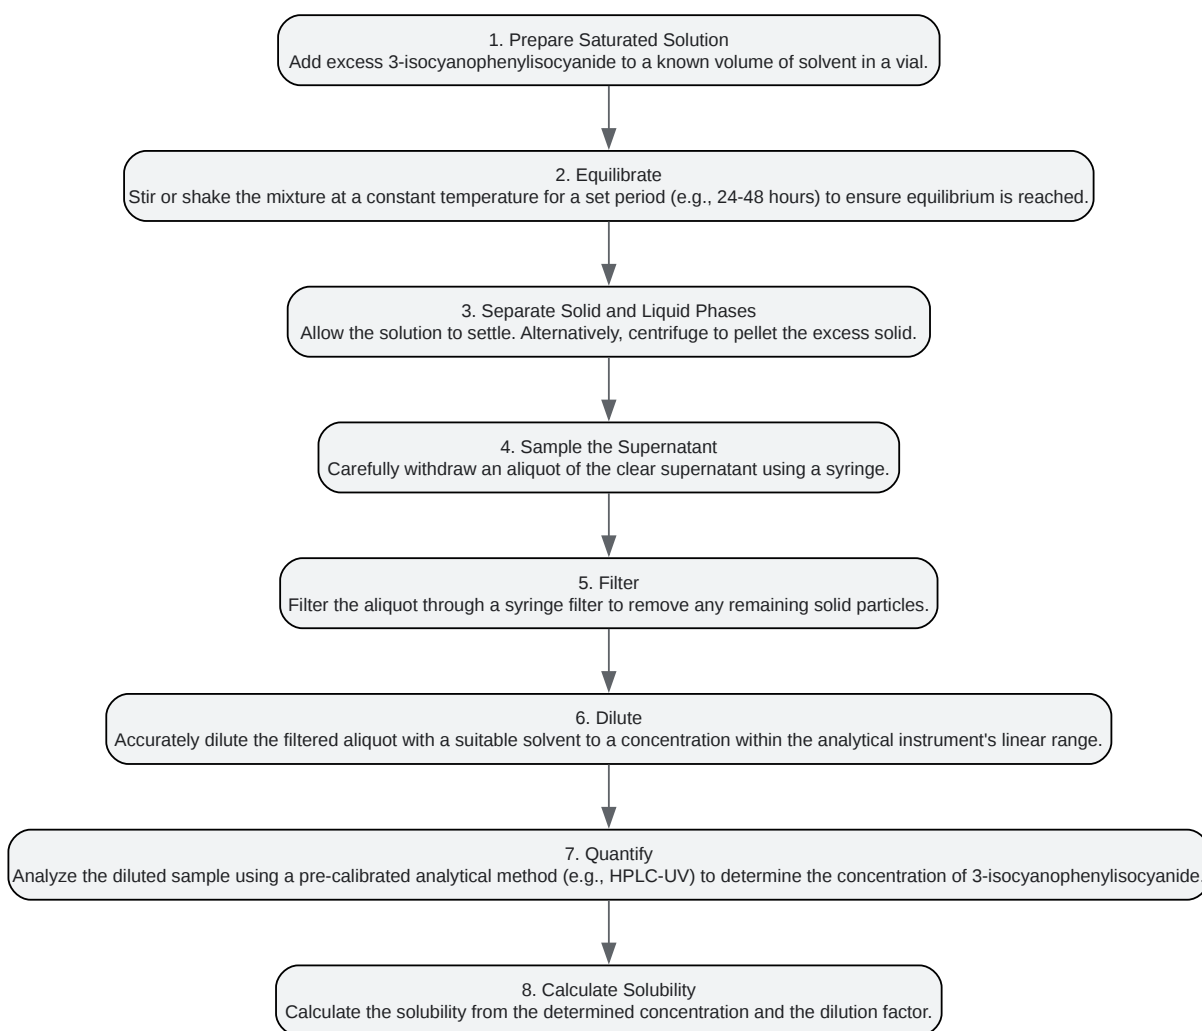 1. Prepare Saturated Solution
Add excess 3-isocyanophenylisocyanide to a known volume of solvent in a vial.
2. Equilibrate
Stir or shake the mixture at a constant temperature for a set period (e.g., 24-48 hours) to ensure equilibrium is reached.
3. Separate Solid and Liquid Phases
Allow the solution to settle. Alternatively, centrifuge to pellet the excess solid.
4. Sample the Supernatant
Carefully withdraw an aliquot of the clear supernatant using a syringe.
5. Filter
Filter the aliquot through a syringe filter to remove any remaining solid particles.
6. Dilute
Accurately dilute the filtered aliquot with a suitable solvent to a concentration within the analytical instrument's linear range.
7. Quantify
Analyze the diluted sample using a pre-calibrated analytical method (e.g., HPLC-UV) to determine the concentration of 3-isocyanophenylisocyanide.
8. Calculate Solubility
Calculate the solubility from the determined concentration and the dilution factor.